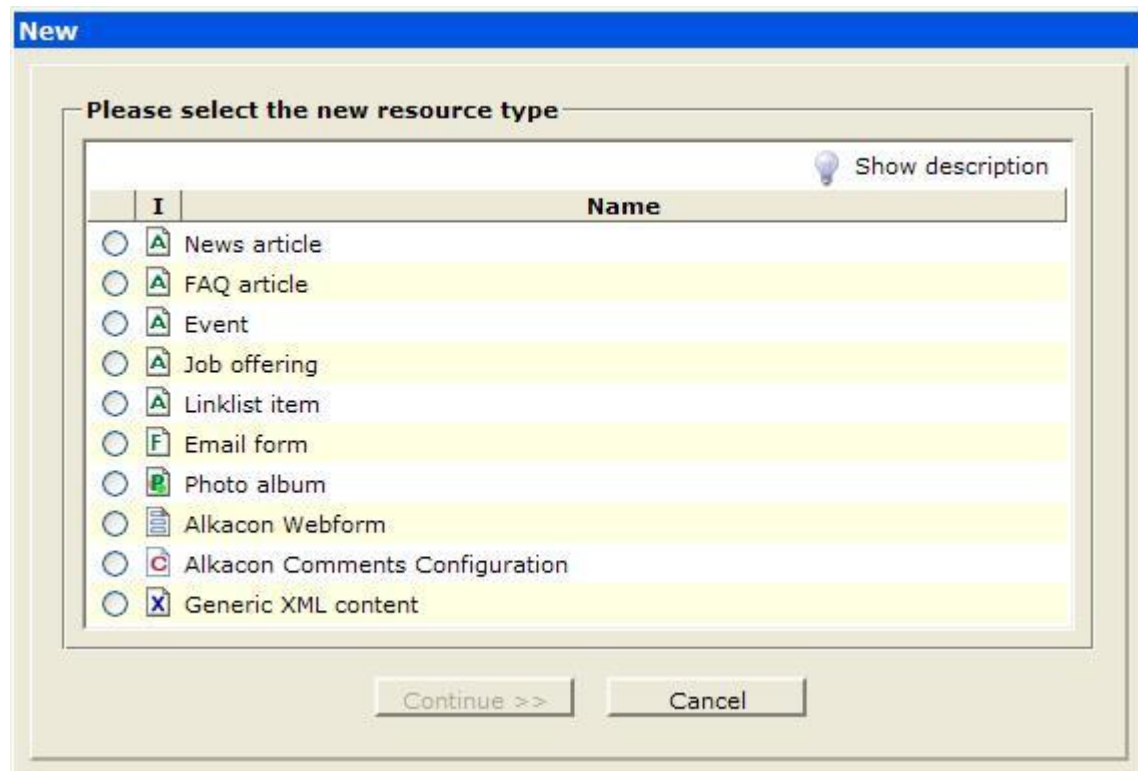 New
Please select the new resource type
Show description
I Name
A News article
A FAQ article
A Event
A Job offering
A Linklist item
F Email form
P Photo album
Alkacon Webform
C Alkacon Comments Configuration
X Generic XML content
Continue >> Cancel